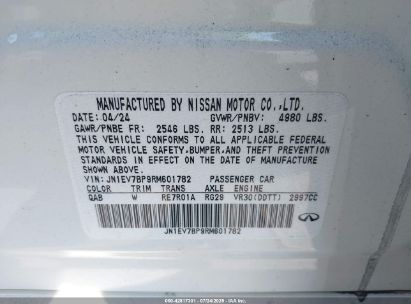 MANUFACTURED BY NISSAN MOTOR CO.,LTD.
DATE: 04/24 GVWR/PNBV: 4980 LBS.
GAWR/PNBE FR: 2546 LBS. RR: 2513 LBS.
THIS VEHICLE CONFORMS TO ALL APPLICABLE FEDERAL
MOTOR VEHICLE SAFETY,BUMPER,AND THEFT PREVENTION
STANDARDS IN EFFECT ON THE DATE OF MANUFACTURE
SHOWN ABOVE.
VIN: JN1EV7BP9RM601782 PASSENGER CAR
COLOR TRIM TRANS AXLE ENGINE
QAB W RE7R01A RG29 VR30(DDTT) 2997CC
JN1EV7BP9RM601782
INFINITI